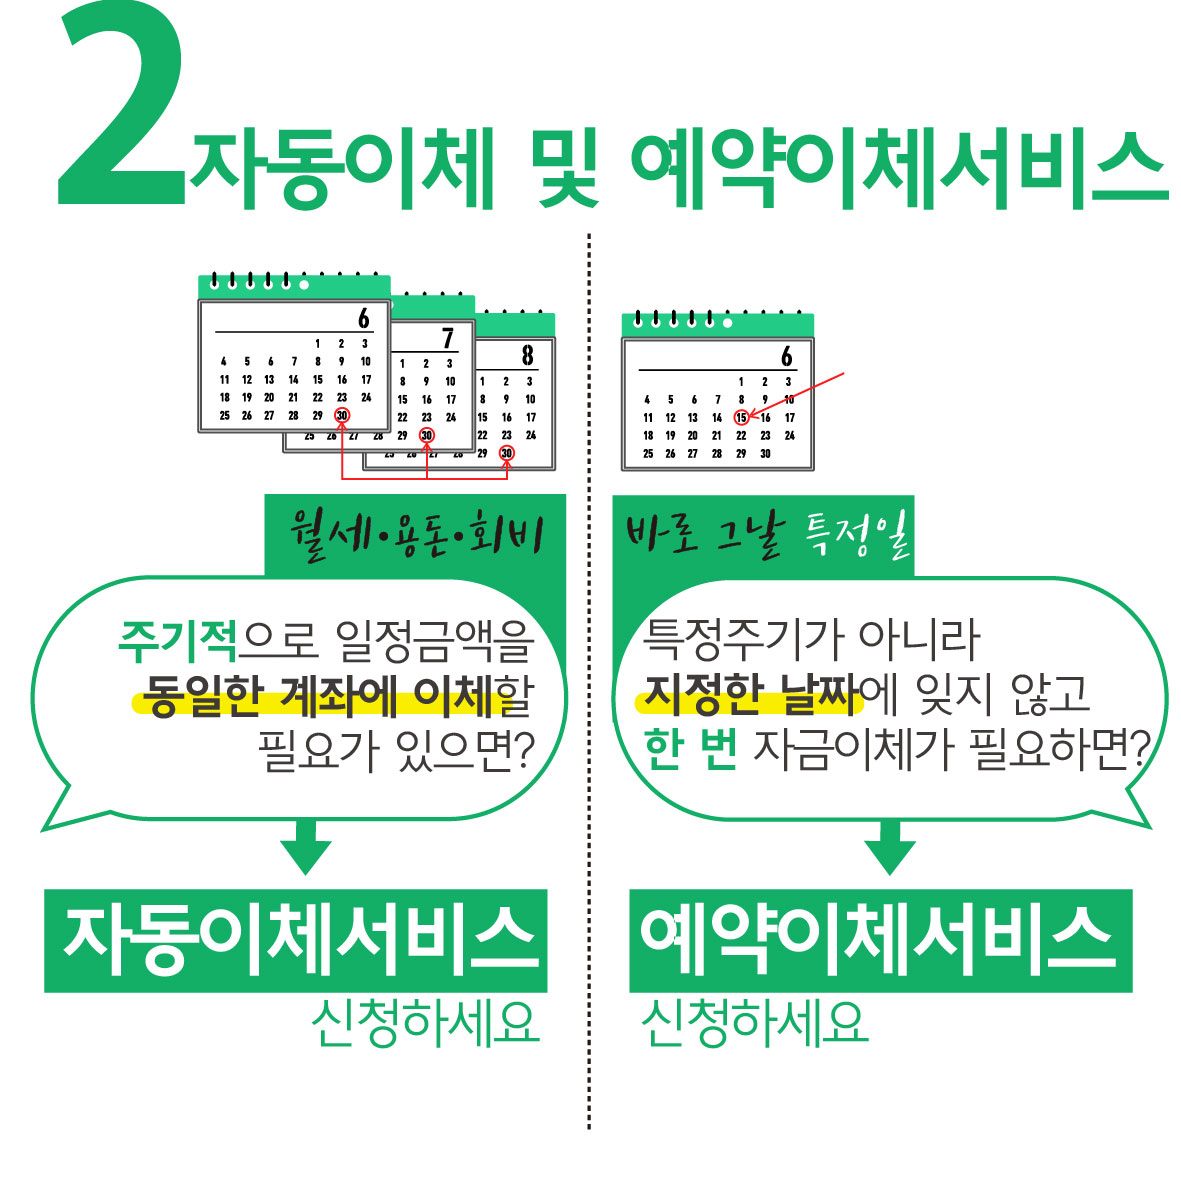 2 자동이체 및 예약이체서비스
6
1 2 3
4 5 6 7 8 9 10
11 12 13 14 15 16 17
18 19 20 21 22 23 24
25 26 27 28 29 30
7
1 2 3
8 9 10
15 16 17
22 23 24
25 26 27 28 29 30
8
1 2 3
8 9 10
15 16 17
22 23 24
25 26 27 28 29 30
월세·용돈·회비
주기적으로 일정금액을
동일한 계좌에 이체할
필요가 있으면?
자동이체서비스
신청하세요
6
1 2 3
4 5 6 7 8 9 10
11 12 13 14 15 16 17
18 19 20 21 22 23 24
25 26 27 28 29 30
바로 그날 특정일
특정주기가 아니라
지정한 날짜에 잊지 않고
한 번 자금이체가 필요하면?
예약이체서비스
신청하세요